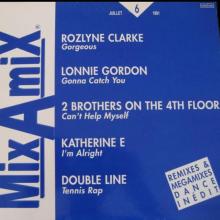 JUILLET 6 1991
ROZLYNE CLARKE
Gorgeous
LONNIE GORDON
Gonna Catch You
2 BROTHERS ON THE 4TH FLOOR
Can't Help Myself
KATHERINE E
I'm Alright
DOUBLE LINE
Tennis Rap
MixAmiX
REMIXES &
MEGAMIXES
DANCE
INEDIT